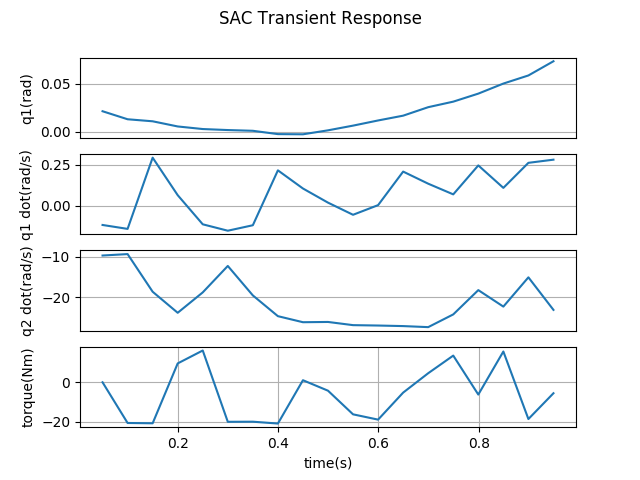 SAC Transient Response
q1(rad)
0.05
0.00
q1 dot(rad/s)
0.25
0.00
q2 dot(rad/s)
−10
−20
torque(Nm)
0
−20
0.2 0.4 0.6 0.8
time(s)